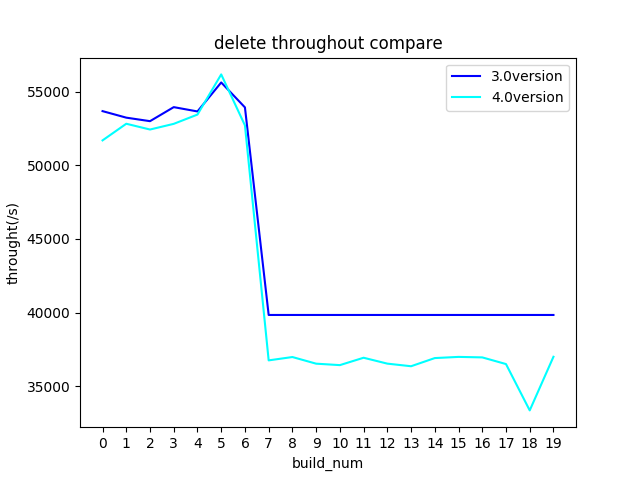 delete throughout compare
3.0version
4.0version
throught(/s)
55000
50000
45000
40000
35000
0 1 2 3 4 5 6 7 8 9 10 11 12 13 14 15 16 17 18 19
build_num